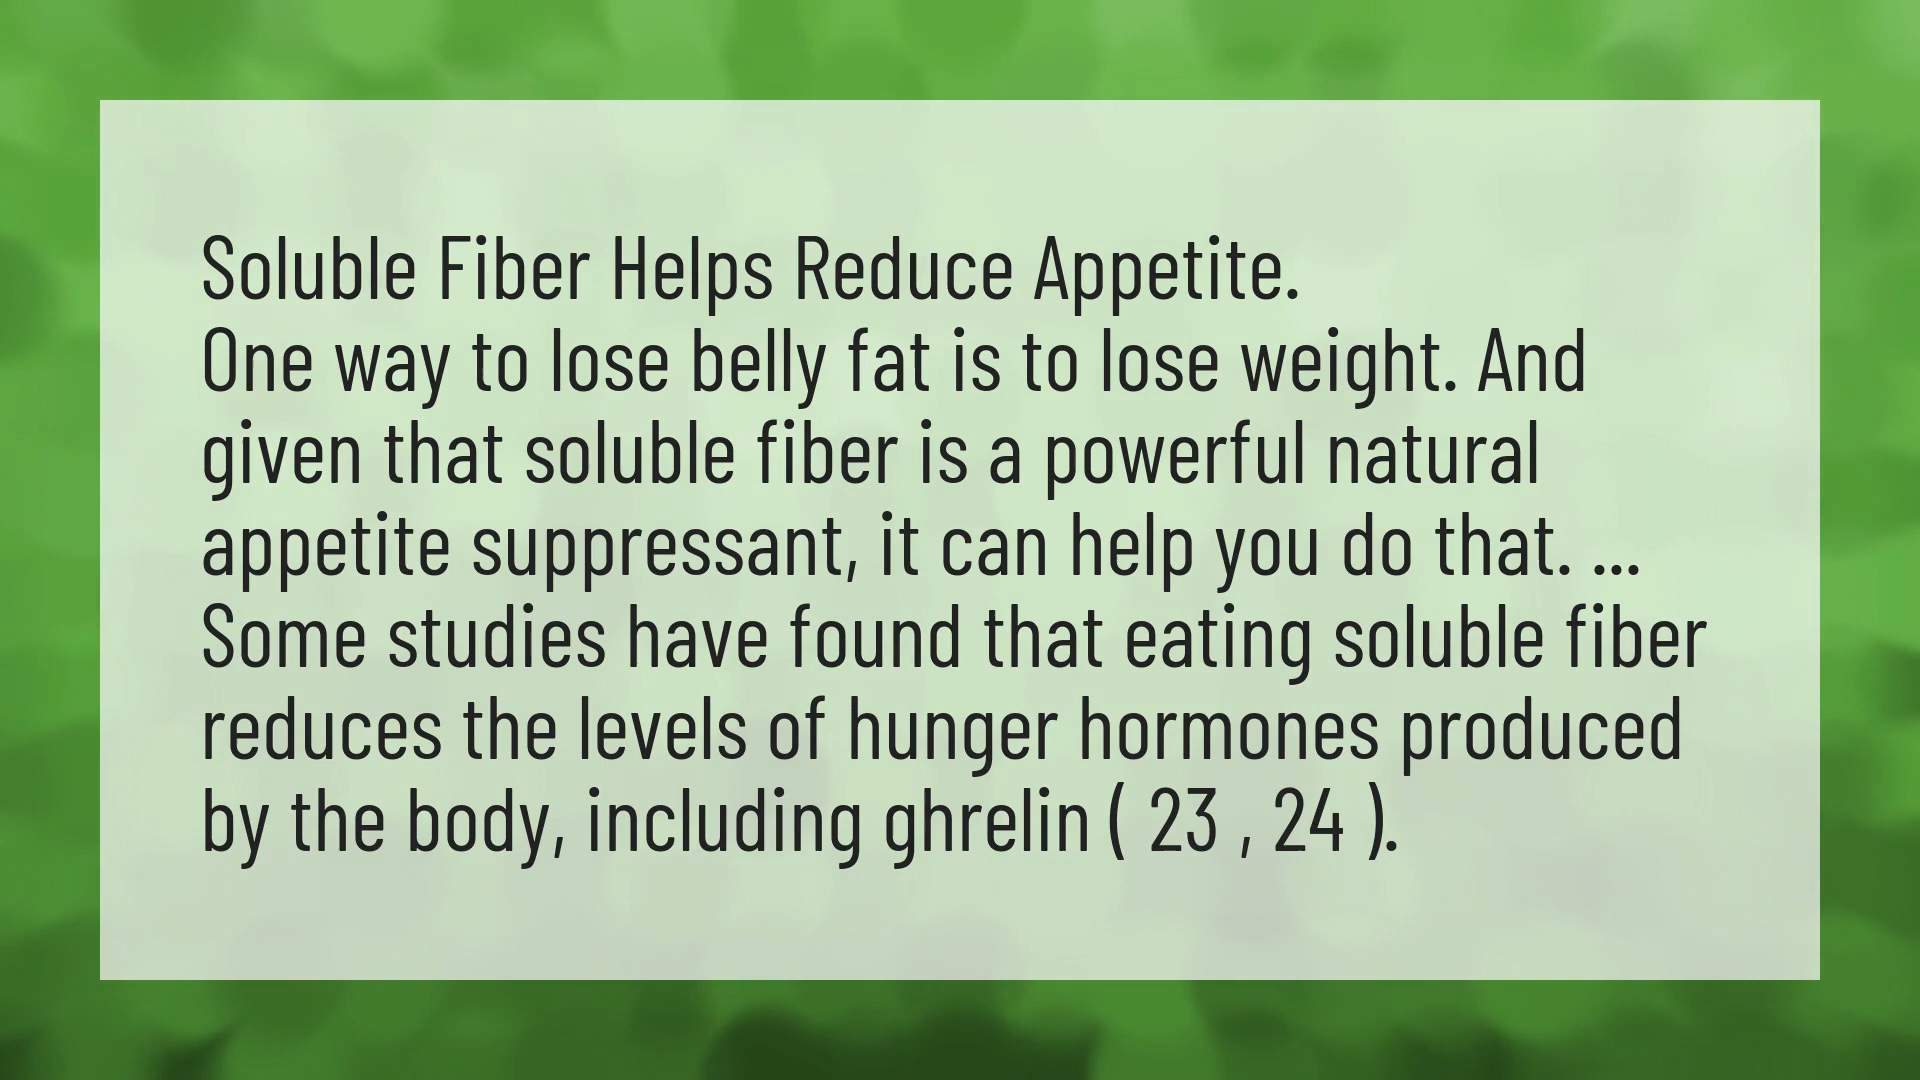 Soluble Fiber Helps Reduce Appetite.
One way to lose belly fat is to lose weight. And
given that soluble fiber is a powerful natural
appetite suppressant, it can help you do that. ...
Some studies have found that eating soluble fiber
reduces the levels of hunger hormones produced
by the body, including ghrelin ( 23 , 24 ).